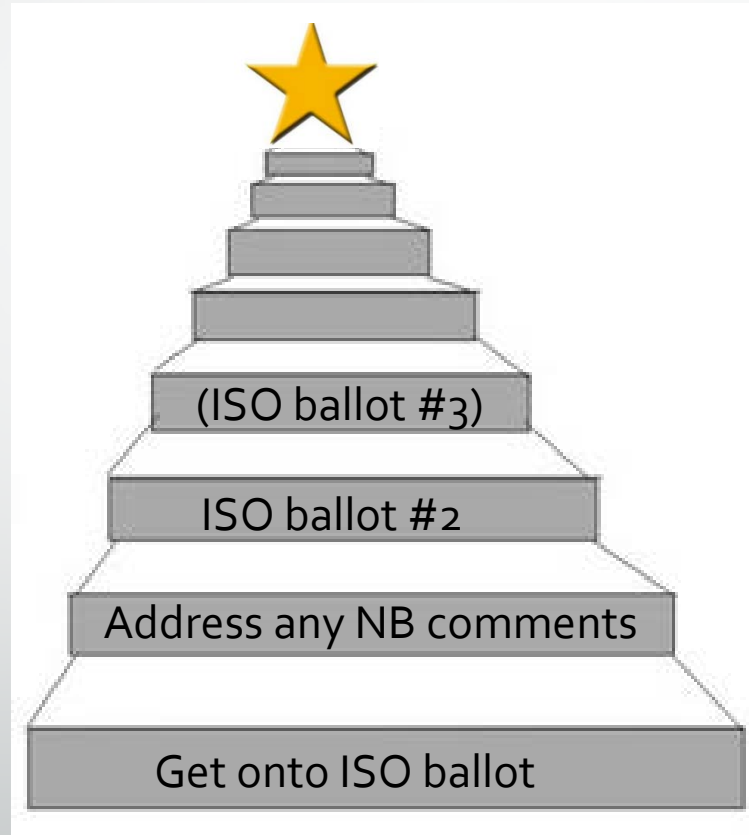 (ISO ballot #3)
ISO ballot #2
Address any NB comments
Get onto ISO ballot